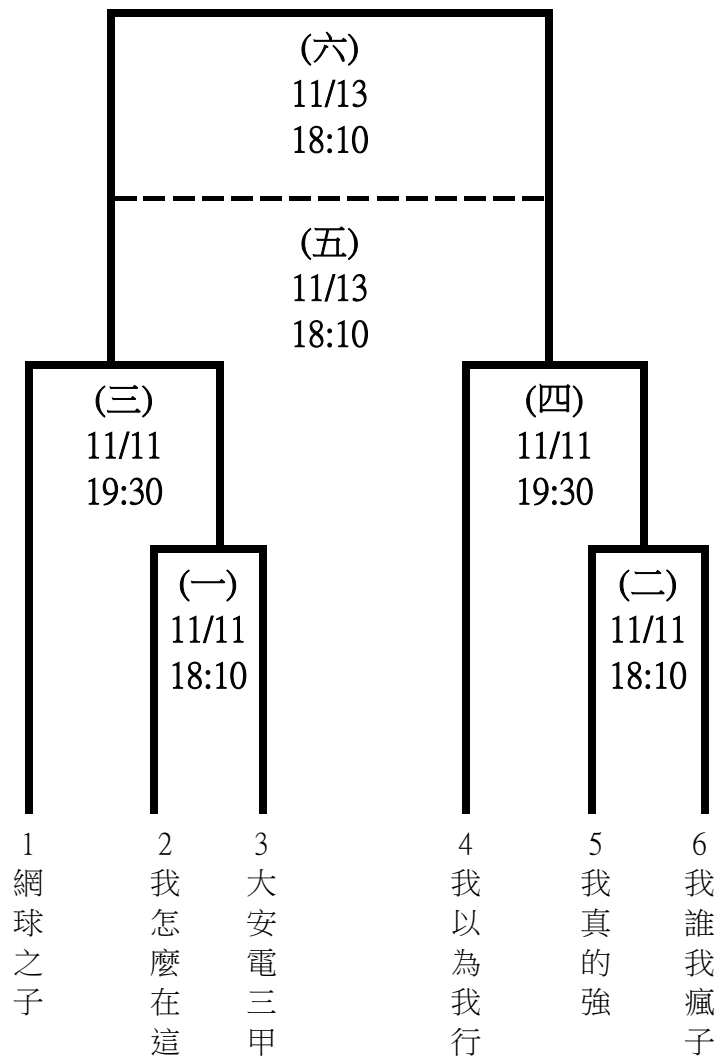 (六)
11/13
18:10
(五)
11/13
18:10
(三)
11/11
19:30
(四)
11/11
19:30
(一)
11/11
18:10
(二)
11/11
18:10
1
網球之子
2
我怎麼在這
3
大安電三甲
4
我以為我行
5
我真的強
6
我誰我瘋子